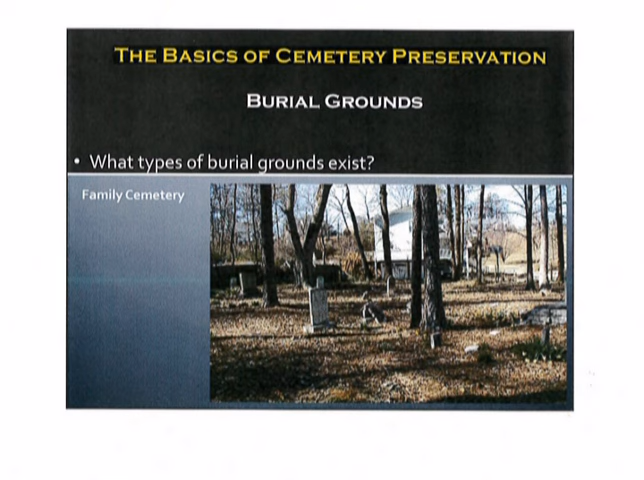 THE BASICS OF CEMETERY PRESERVATION
BURIAL GROUNDS
• What types of burial grounds exist?
Family Cemetery